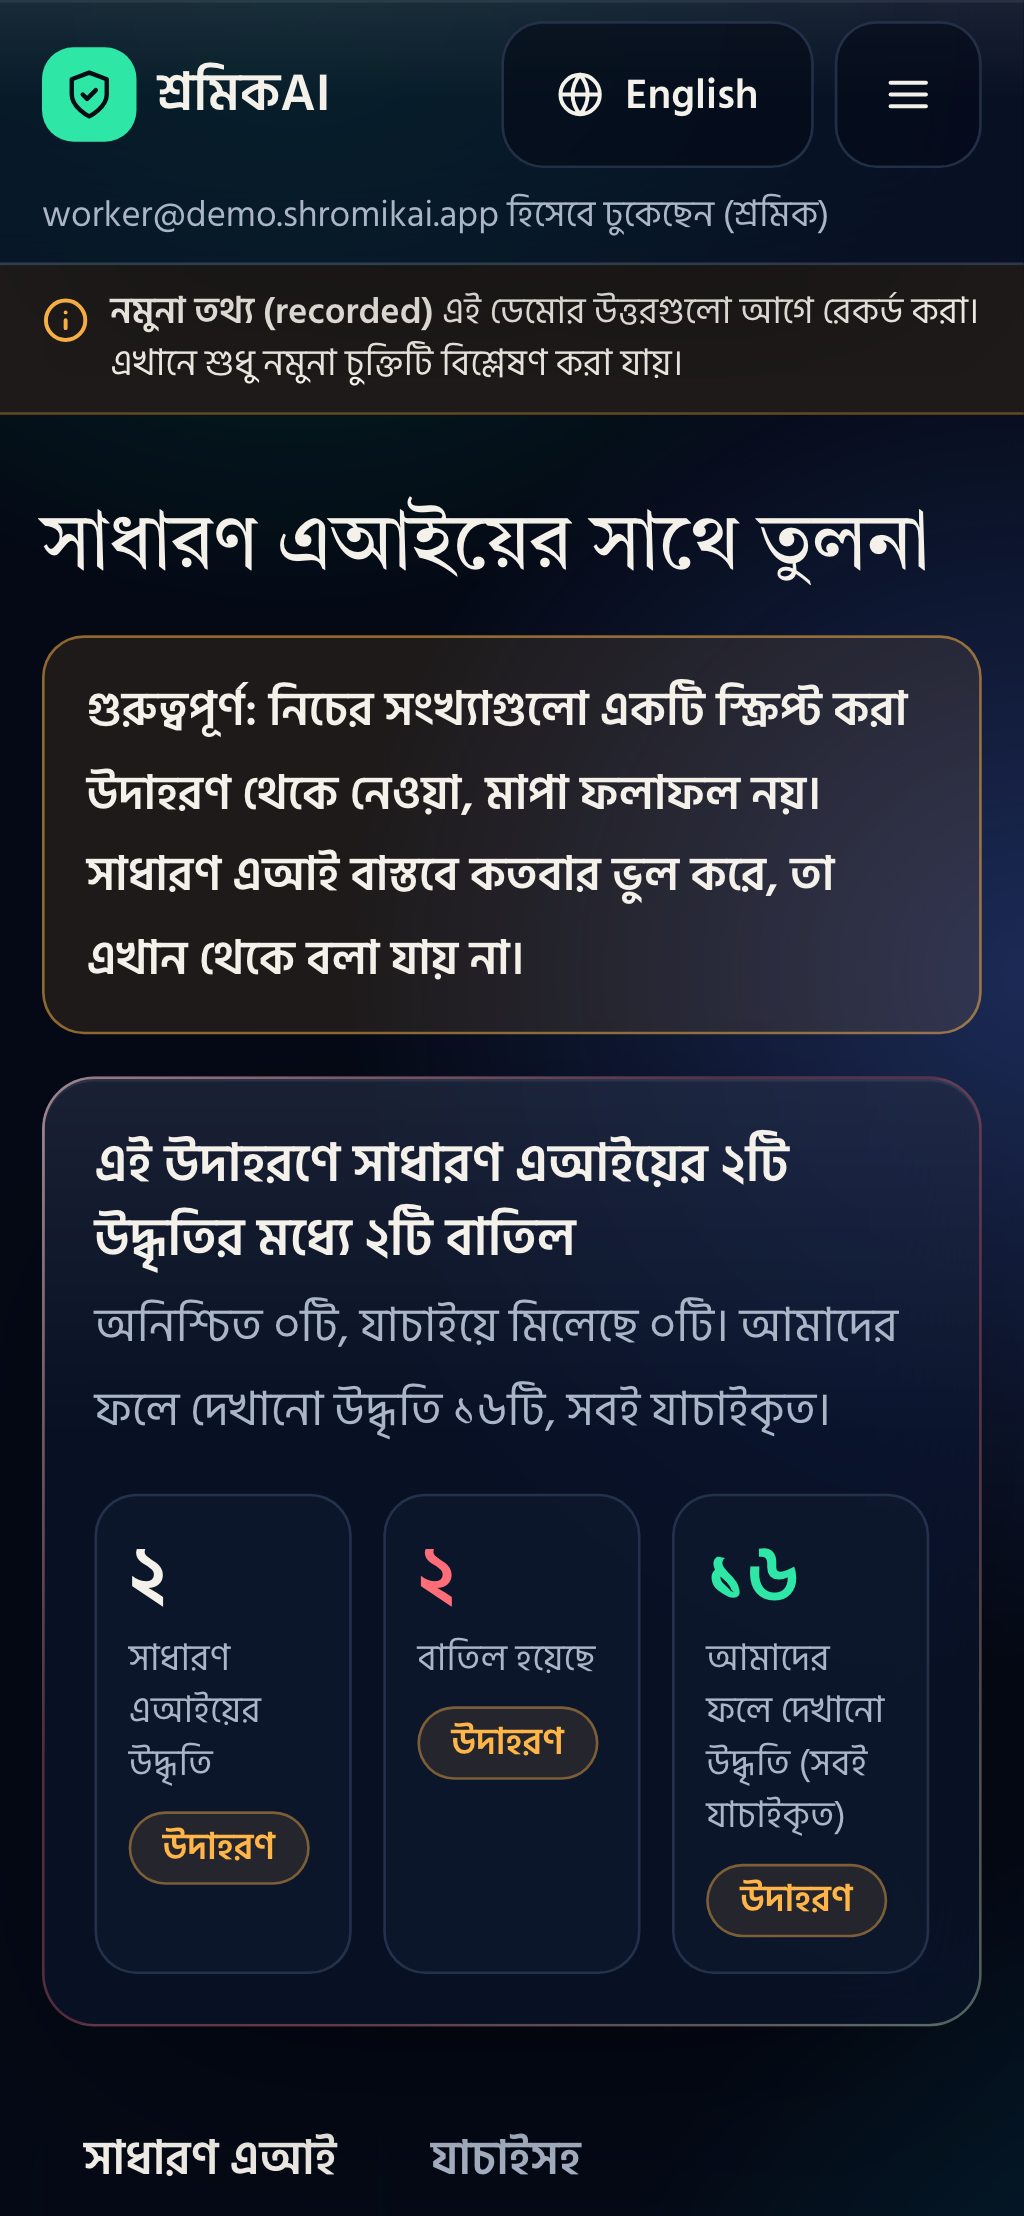 শ্রমিকAI
English
worker@demo.shromikai.app হিসেবে ঢুকেছেন (শ্রমিক)
নমুনা তথ্য (recorded) এই ডেমোর উত্তরগুলো আগে রেকর্ড করা।
এখানে শুধু নমুনা চুক্তিটি বিশ্লেষণ করা যায়।
সাধারণ এআইয়ের সাথে তুলনা
গুরুত্বপূর্ণ: নিচের সংখ্যাগুলো একটি স্ক্রিপ্ট করা
উদাহরণ থেকে নেওয়া, মাপা ফলাফল নয়।
সাধারণ এআই বাস্তবে কতবার ভুল করে, তা
এখান থেকে বলা যায় না।
এই উদাহরণে সাধারণ এআইয়ের ২টি
উদ্ধৃতির মধ্যে ২টি বাতিল
অনিশ্চিত ০টি, যাচাইয়ে মিলেছে ০টি। আমাদের
ফলে দেখানো উদ্ধৃতি ১৬টি, সবই যাচাইকৃত।
২
সাধারণ
এআইয়ের
উদ্ধৃতি
উদাহরণ
২
বাতিল হয়েছে
উদাহরণ
১৬
আমাদের
ফলে দেখানো
উদ্ধৃতি (সবই
যাচাইকৃত)
উদাহরণ
সাধারণ এআই
যাচাইসহ